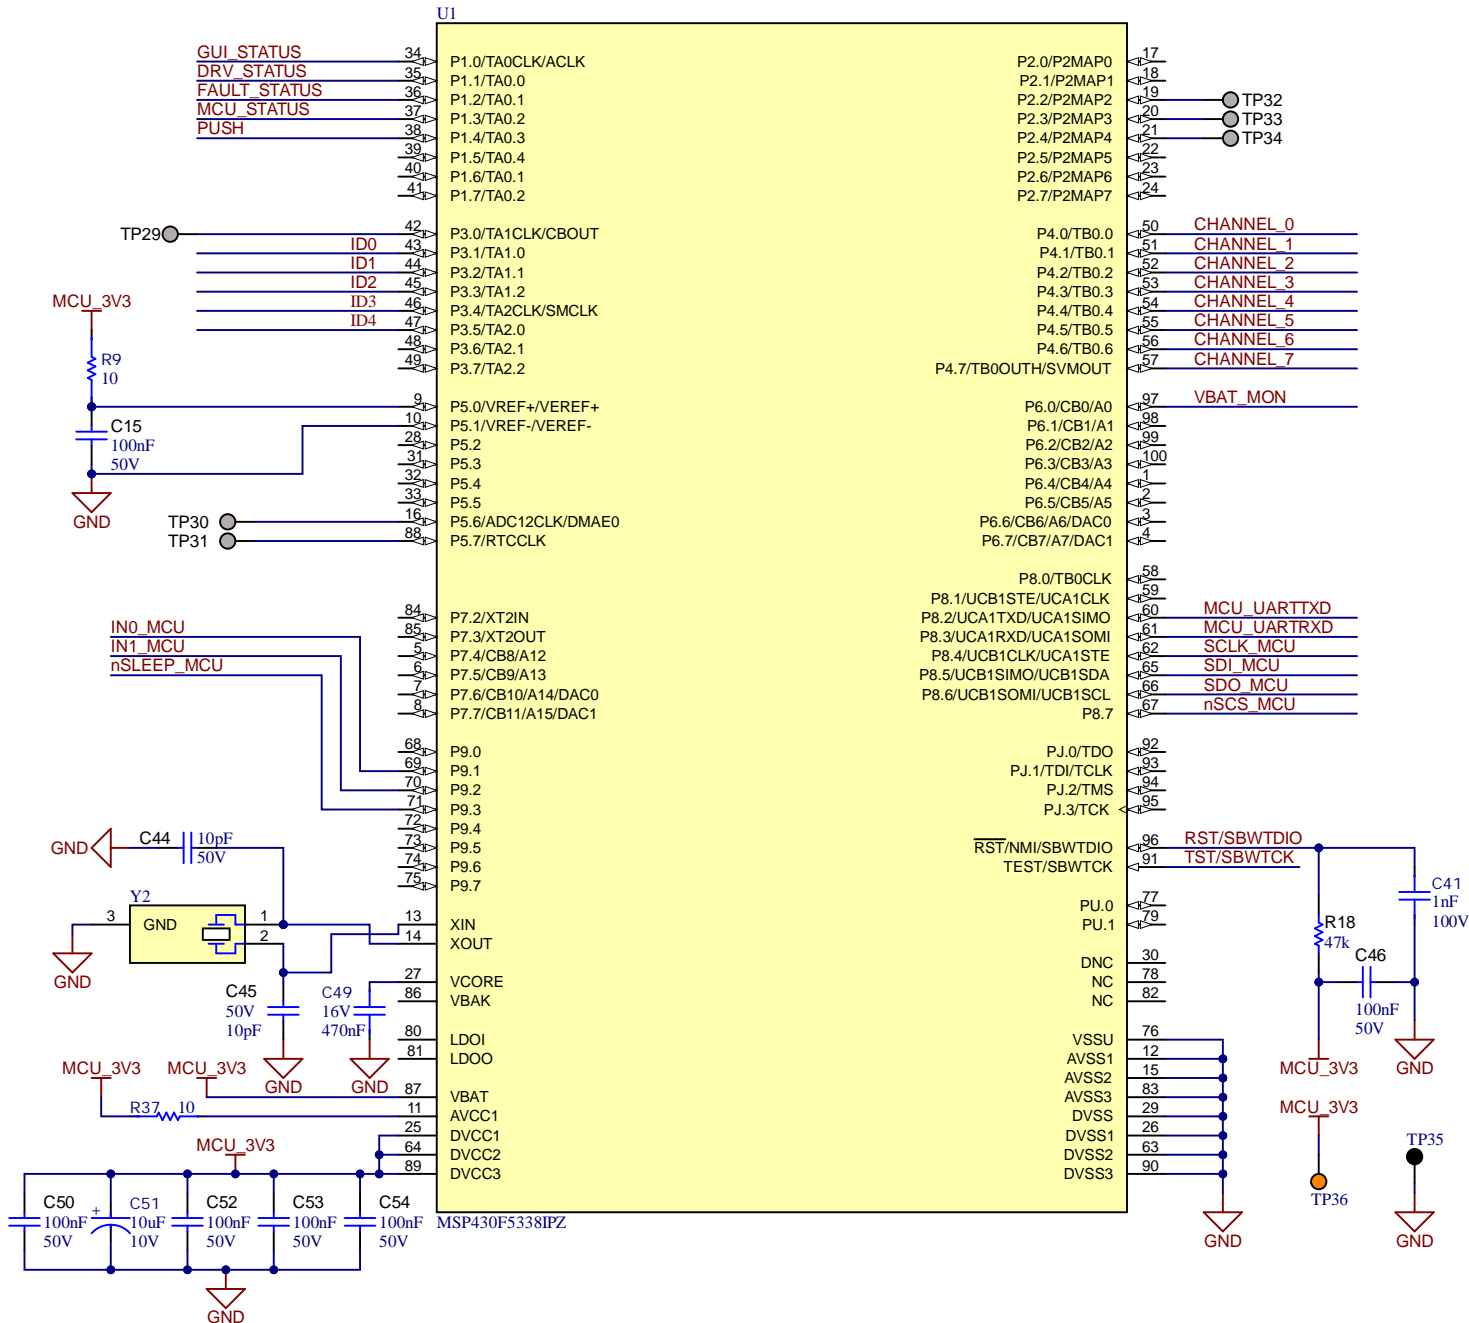 U1
GUI_STATUS 34 P1.0/TA0CLK/ACLK
DRV_STATUS 35 P1.1/TA0.0
FAULT_STATUS 36 P1.2/TA0.1
MCU_STATUS 37 P1.3/TA0.2
PUSH 38 P1.4/TA0.3
39 P1.5/TA0.4
40 P1.6/TA0.1
41 P1.7/TA0.2
TP29 42 P3.0/TA1CLK/CBOUT
ID0 43 P3.1/TA1.0
ID1 44 P3.2/TA1.1
ID2 45 P3.3/TA1.2
ID3 46 P3.4/TA2CLK/SMCLK
ID4 47 P3.5/TA2.0
48 P3.6/TA2.1
49 P3.7/TA2.2
MCU_3V3
R9
10
9 P5.0/VREF+/VEREF+
10 P5.1/VREF-/VEREF-
28 P5.2
31 P5.3
32 P5.4
33 P5.5
C15
100nF
50V
GND
TP30 16 P5.6/ADC12CLK/DMAE0
TP31 88 P5.7/RTCCLK
84 P7.2/XT2IN
85 P7.3/XT2OUT
5 P7.4/CB8/A12
6 P7.5/CB9/A13
7 P7.6/CB10/A14/DAC0
8 P7.7/CB11/A15/DAC1
IN0_MCU
IN1_MCU
nSLEEP_MCU
68 P9.0
69 P9.1
70 P9.2
71 P9.3
72 P9.4
73 P9.5
74 P9.6
75 P9.7
GND
C44
10pF
50V
Y2
3 GND 1
2
GND
13 XIN
14 XOUT
27 VCORE
86 VBAK
C45
50V
10pF
GND
C49
16V
470nF
GND
80 LDOI
81 LDOO
MCU_3V3 MCU_3V3
87 VBAT
R37 10 11 AVCC1
25 DVCC1
64 DVCC2
89 DVCC3
MCU_3V3
C50
100nF
50V
+
C51
10uF
10V
C52
100nF
50V
C53
100nF
50V
C54
100nF
50V
GND
MSP430F5338IPZ
P2.0/P2MAP0 17
P2.1/P2MAP1 18
P2.2/P2MAP2 19 TP32
P2.3/P2MAP3 20 TP33
P2.4/P2MAP4 21 TP34
P2.5/P2MAP5 22
P2.6/P2MAP6 23
P2.7/P2MAP7 24
P4.0/TB0.0 50 CHANNEL_0
P4.1/TB0.1 51 CHANNEL_1
P4.2/TB0.2 52 CHANNEL_2
P4.3/TB0.3 53 CHANNEL_3
P4.4/TB0.4 54 CHANNEL_4
P4.5/TB0.5 55 CHANNEL_5
P4.6/TB0.6 56 CHANNEL_6
P4.7/TB0OUTH/SVMOUT 57 CHANNEL_7
P6.0/CB0/A0 97 VBAT_MON
P6.1/CB1/A1 98
P6.2/CB2/A2 99
P6.3/CB3/A3 100
P6.4/CB4/A4 1
P6.5/CB5/A5 2
P6.6/CB6/A6/DAC0 3
P6.7/CB7/A7/DAC1 4
P8.0/TB0CLK 58
P8.1/UCB1STE/UCA1CLK 59
P8.2/UCA1TXD/UCA1SIMO 60 MCU_UARTTXD
P8.3/UCA1RXD/UCA1SOMI 61 MCU_UARTRXD
P8.4/UCB1CLK/UCA1STE 62 SCLK_MCU
P8.5/UCB1SIMO/UCB1SDA 65 SDI_MCU
P8.6/UCB1SOMI/UCB1SCL 66 SDO_MCU
P8.7 67 nSCS_MCU
PJ.0/TDO 92
PJ.1/TDI/TCLK 93
PJ.2/TMS 94
PJ.3/TCK 95
RST/NMI/SBWTDIO 96 RST/SBWTDIO
TEST/SBWTCK 91 TST/SBWTCK
PU.0 77
PU.1 79
DNC 30
NC 78
NC 82
R18
47k
C41
1nF
100V
C46
100nF
50V
MCU_3V3
GND
VSSU 76
AVSS1 12
AVSS2 15
AVSS3 83
DVSS 29
DVSS1 26
DVSS2 63
DVSS3 90
GND
MCU_3V3
TP36
TP35
GND